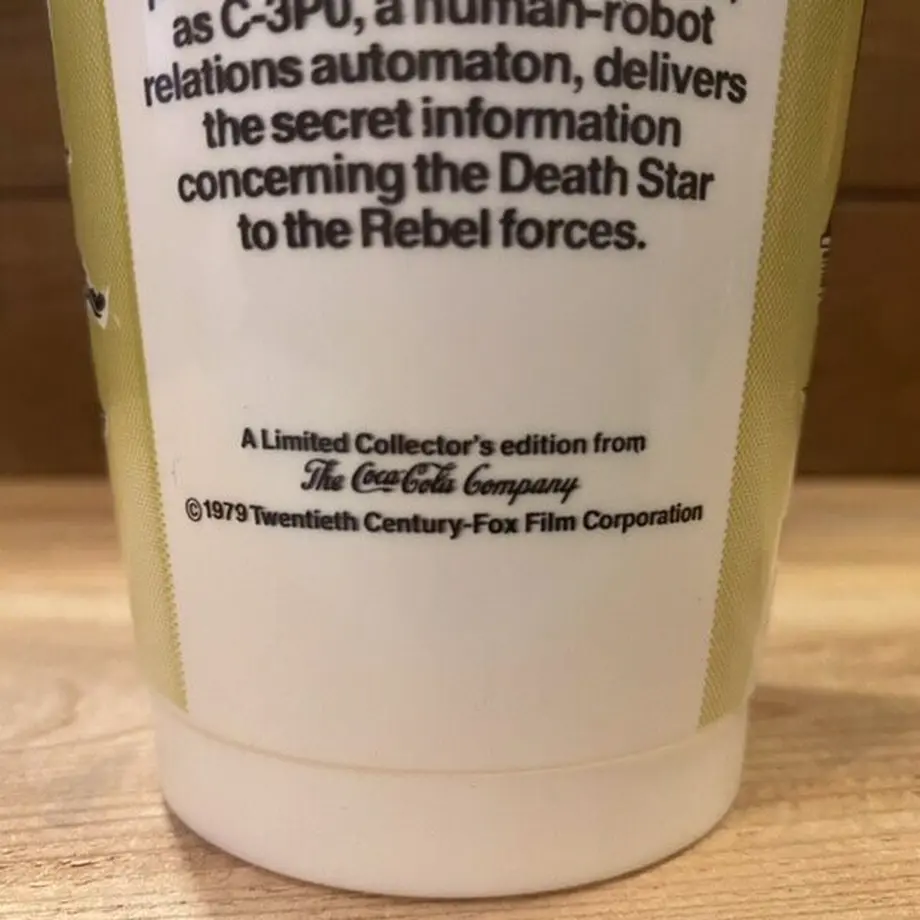 as C-3PO, a human-robot
relations automaton, delivers
the secret information
concerning the Death Star
to the Rebel forces.
A Limited Collector's edition from
The Coca-Cola Company
©1979 Twentieth Century-Fox Film Corporation